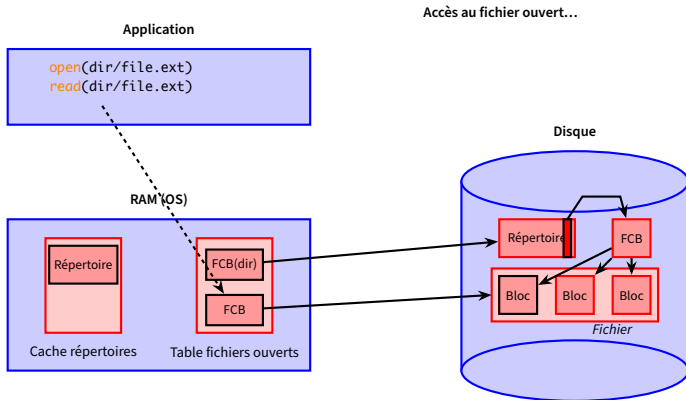 Accès au fichier ouvert…
Application
open(dir/file.ext)
read(dir/file.ext)
Disque
RAM (OS)
Répertoire
FCB
Répertoire
FCB(dir)
FCB
Bloc
Bloc
Bloc
Fichier
Cache répertoires
Table fichiers ouverts